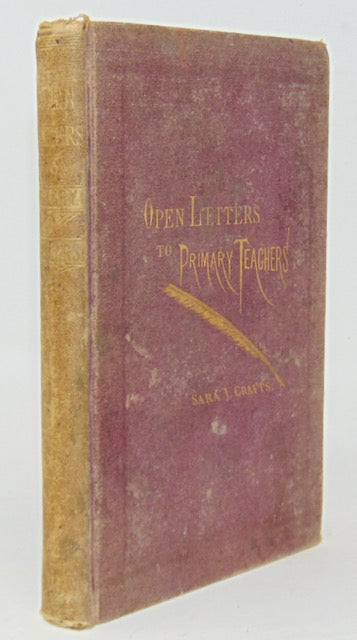 OPEN LETTERS
TO PRIMARY TEACHERS
SARA J. CRAFTS.